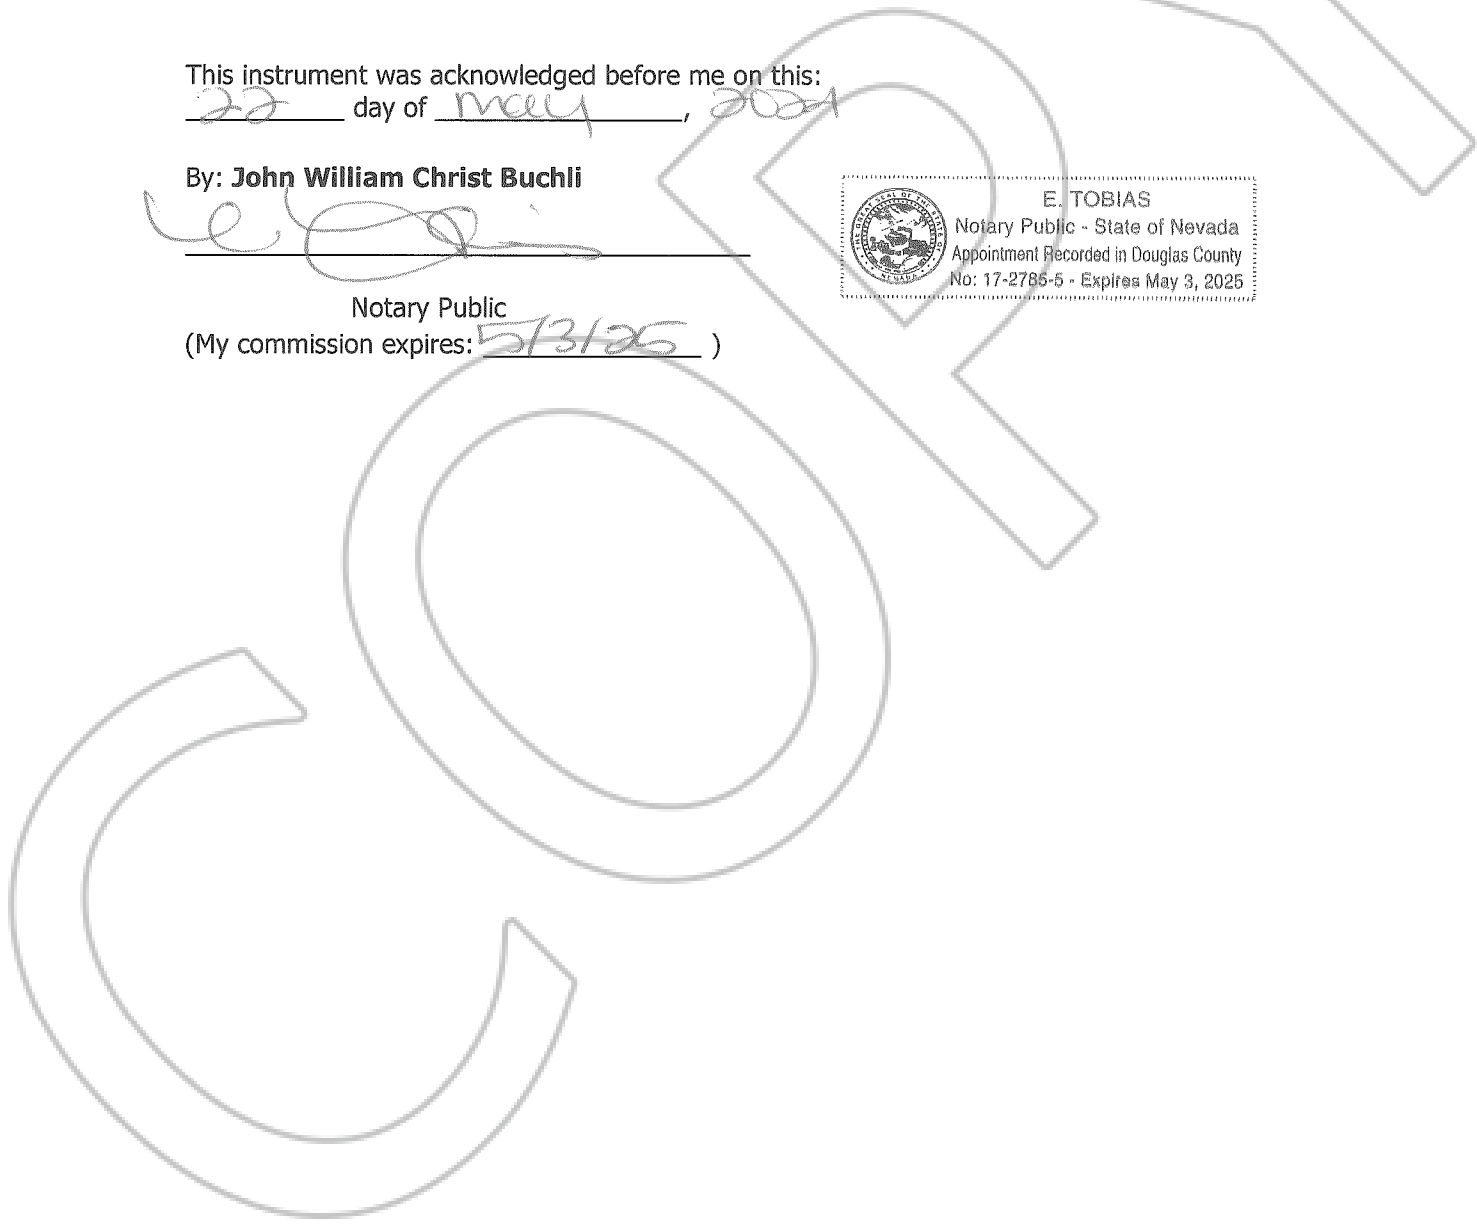 This instrument was acknowledged before me on this:
22 day of May, 2024
By: John William Christ Buchli
E. TOBIAS
Notary Public - State of Nevada
Appointment Recorded in Douglas County
No: 17-2785-5 - Expires May 3, 2025
Notary Public
(My commission expires: 5/3/25 )
COPY